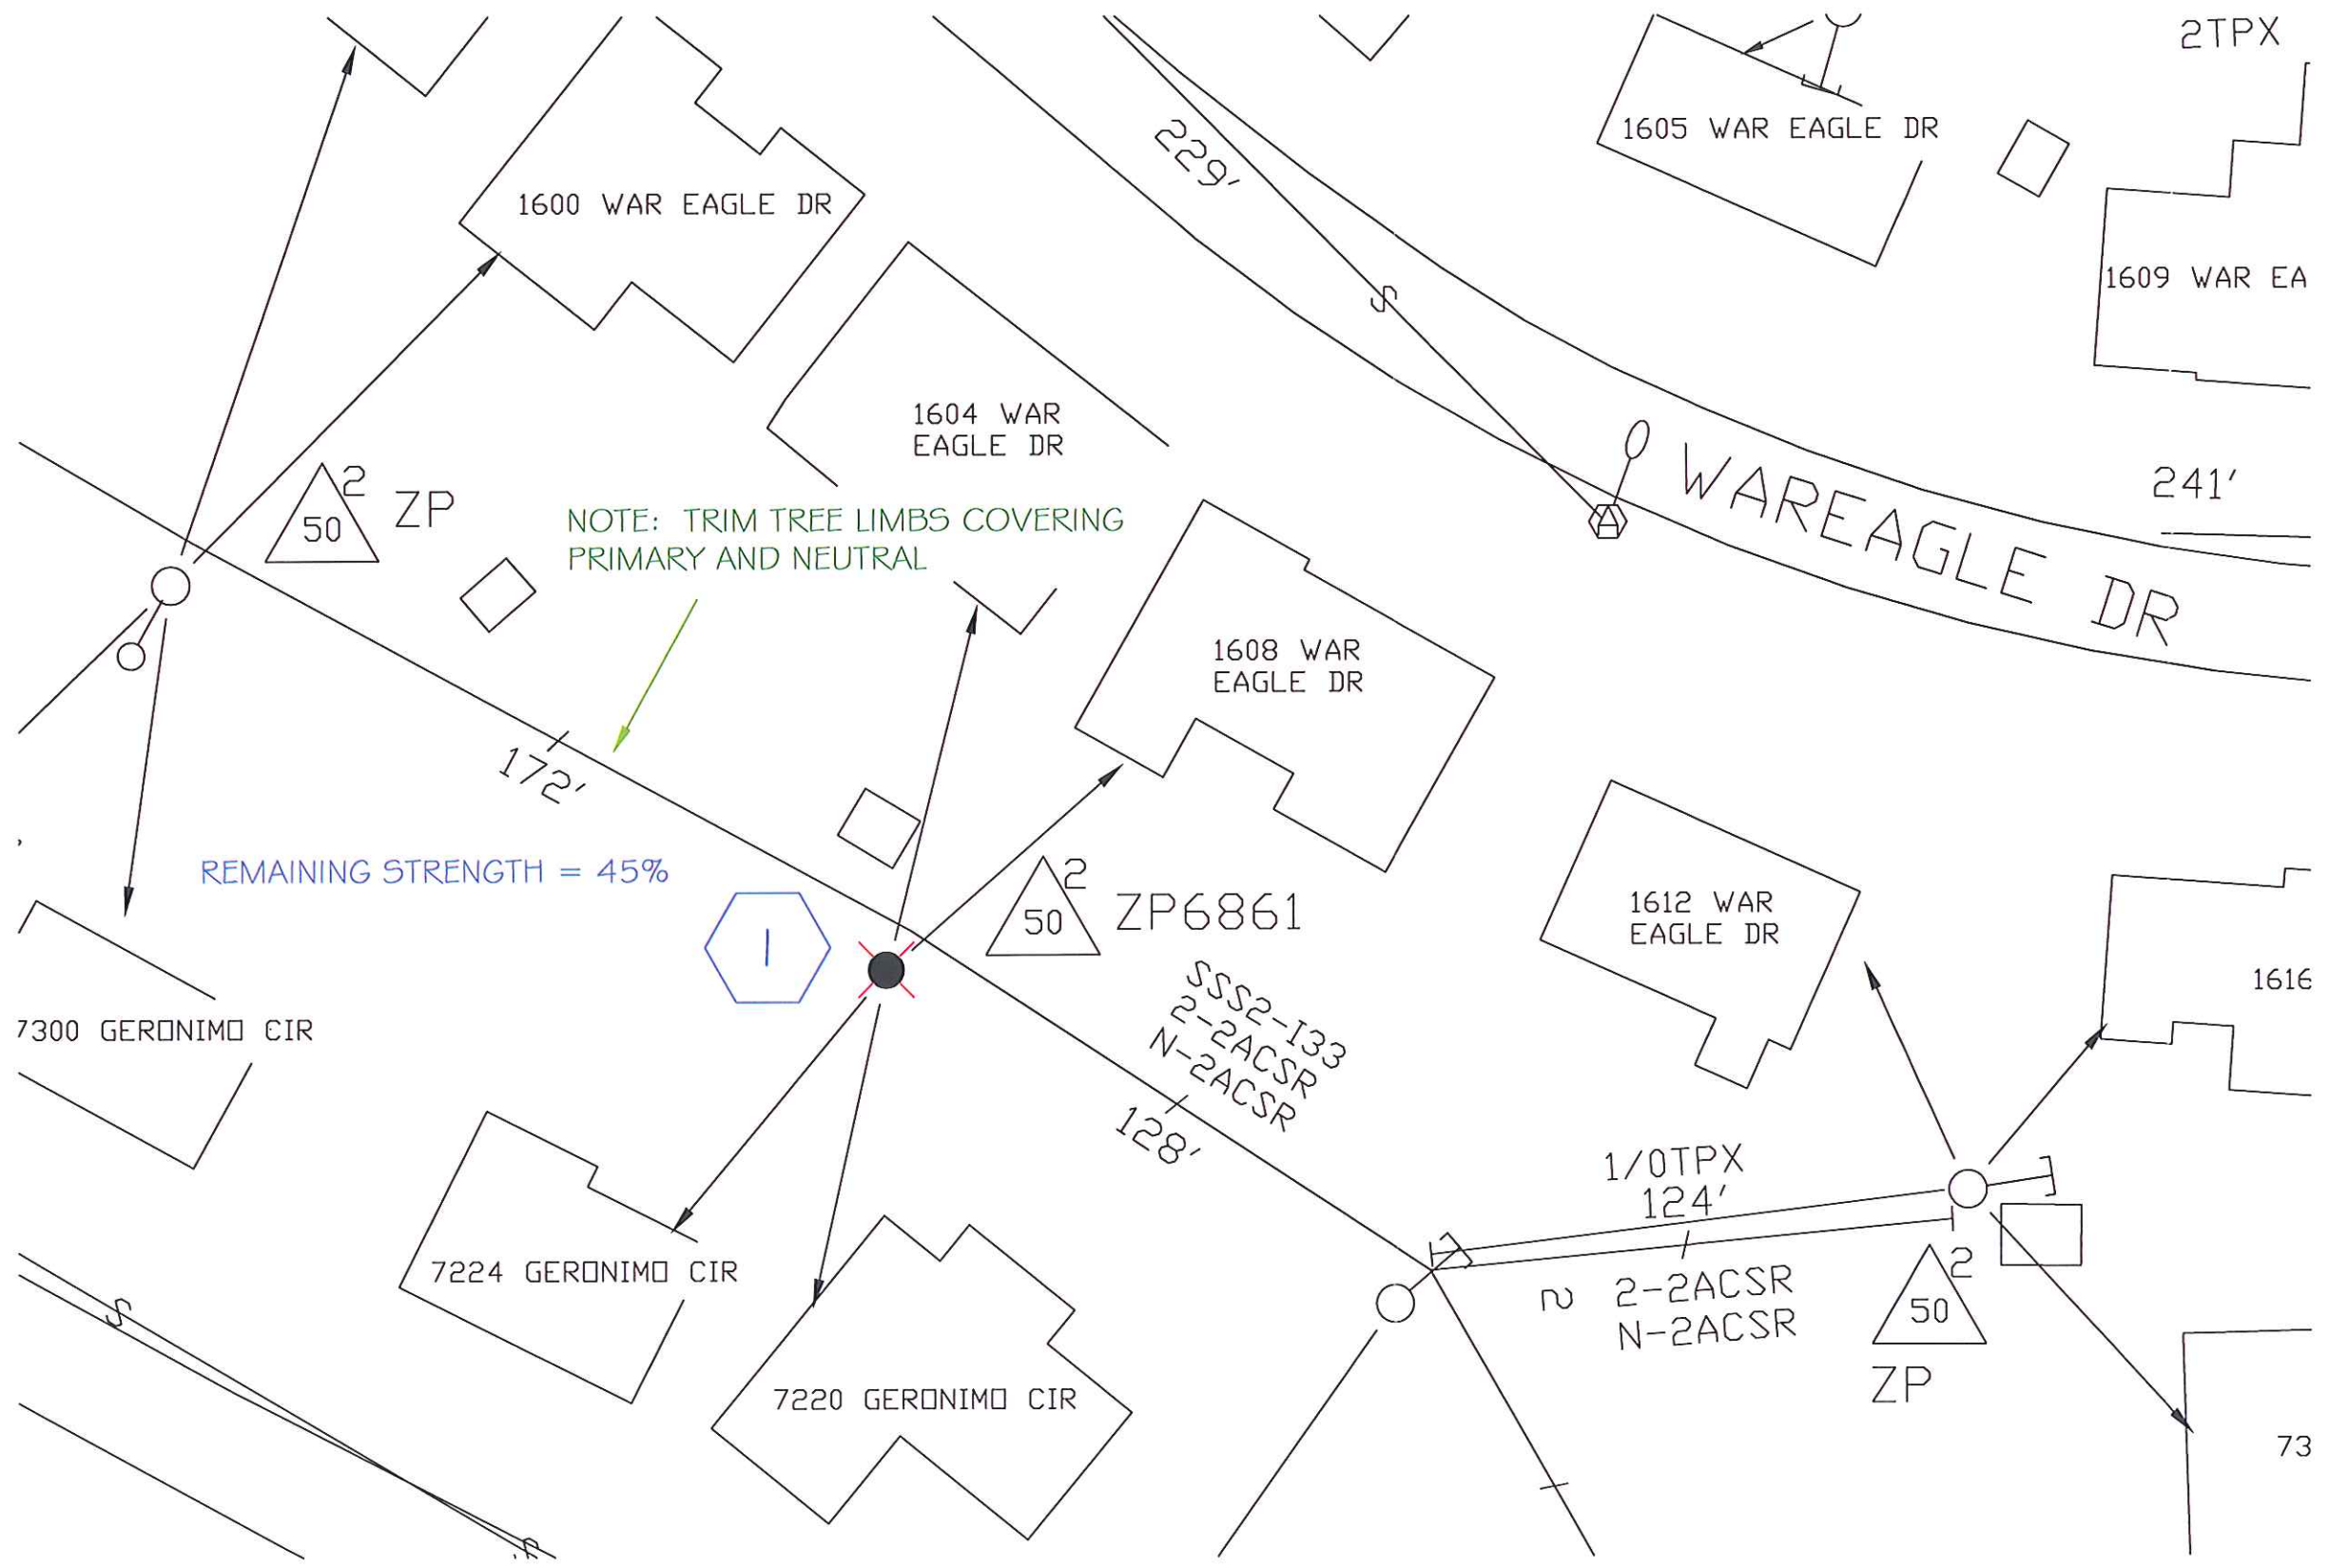 2TPX
1605 WAR EAGLE DR
229'
S
1600 WAR EAGLE DR
1609 WAR EA
1604 WAR
EAGLE DR
2
50
ZP
241'
WAREAGLE DR
NOTE: TRIM TREE LIMBS COVERING
PRIMARY AND NEUTRAL
1608 WAR
EAGLE DR
172'
REMAINING STRENGTH = 45%
1
2
50
ZP6861
1612 WAR
EAGLE DR
1616
SSS2-I33
2-2ACSR
N-2ACSR
128'
7300 GERONIMO CIR
1/0TPX
124'
7224 GERONIMO CIR
2 2-2ACSR
N-2ACSR
2
50
ZP
S
7220 GERONIMO CIR
73
S